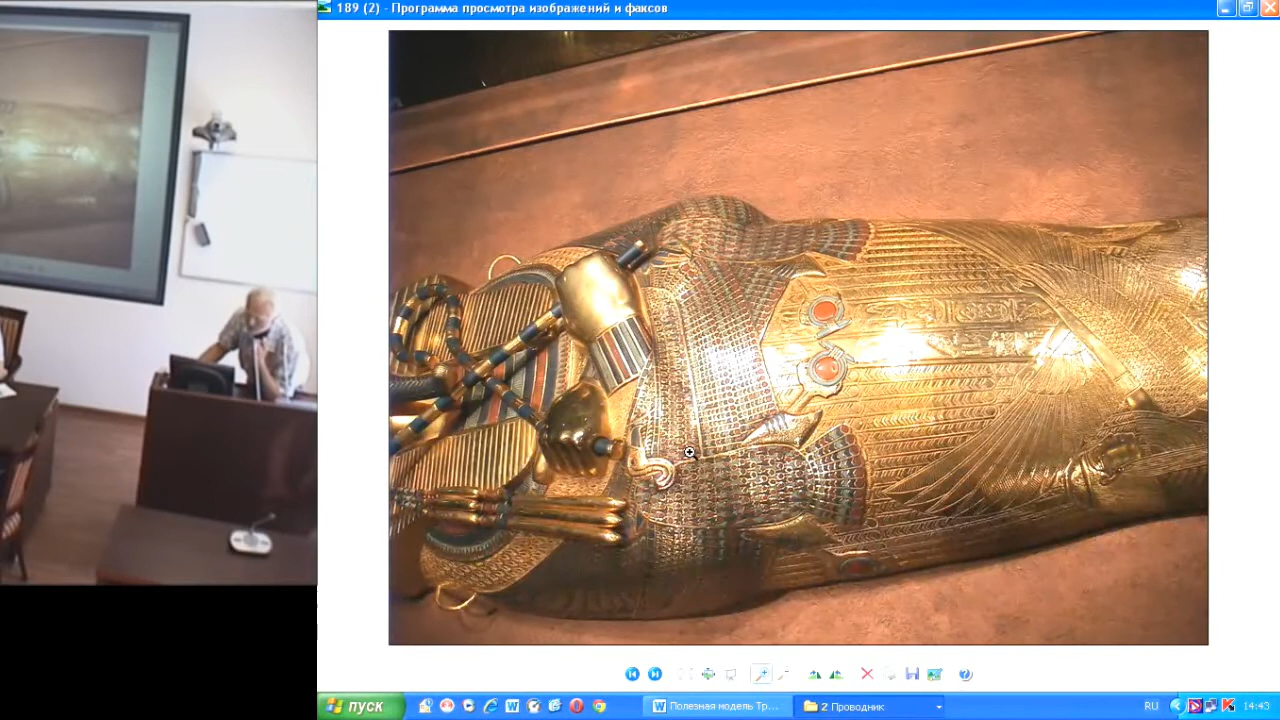 189 (2) - Программа просмотра изображений и факсов
пуск
Полезная модель Тр...
2 Проводник
RU
14:43